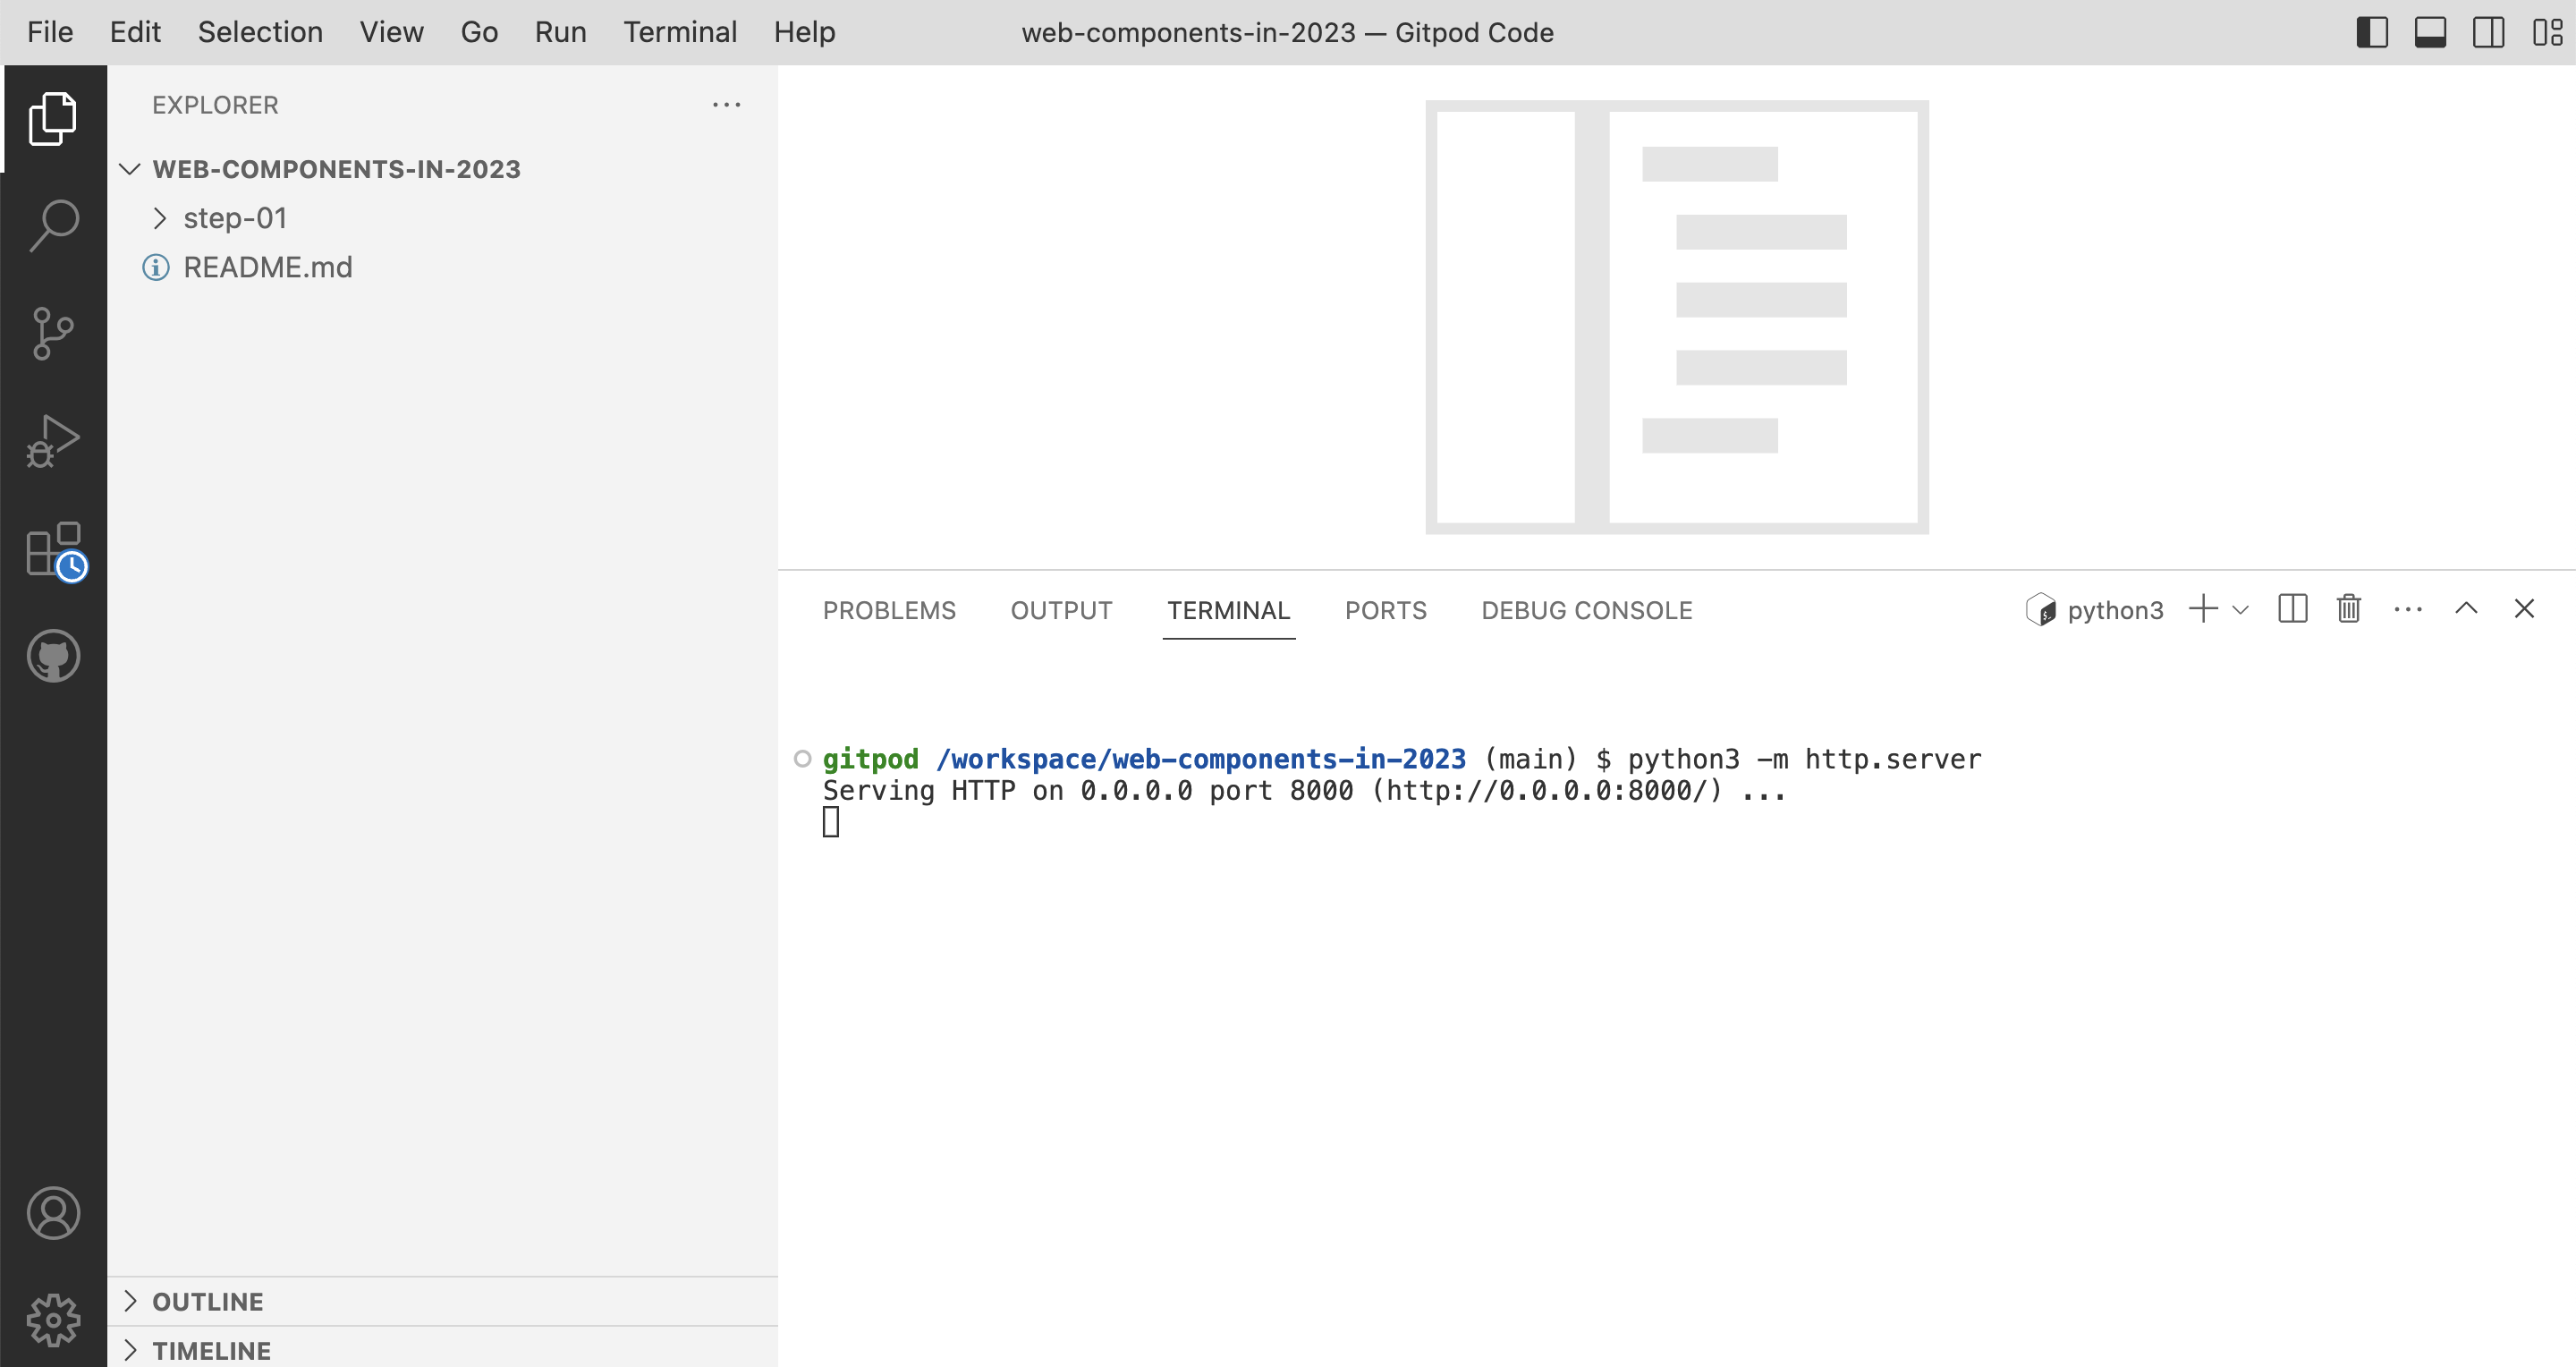 File Edit Selection View Go Run Terminal Help web-components-in-2023 — Gitpod Code
EXPLORER
WEB-COMPONENTS-IN-2023
step-01
README.md
OUTLINE
TIMELINE
PROBLEMS OUTPUT TERMINAL PORTS DEBUG CONSOLE python3
gitpod /workspace/web-components-in-2023 (main) $ python3 -m http.server
Serving HTTP on 0.0.0.0 port 8000 (http://0.0.0.0:8000/) ...